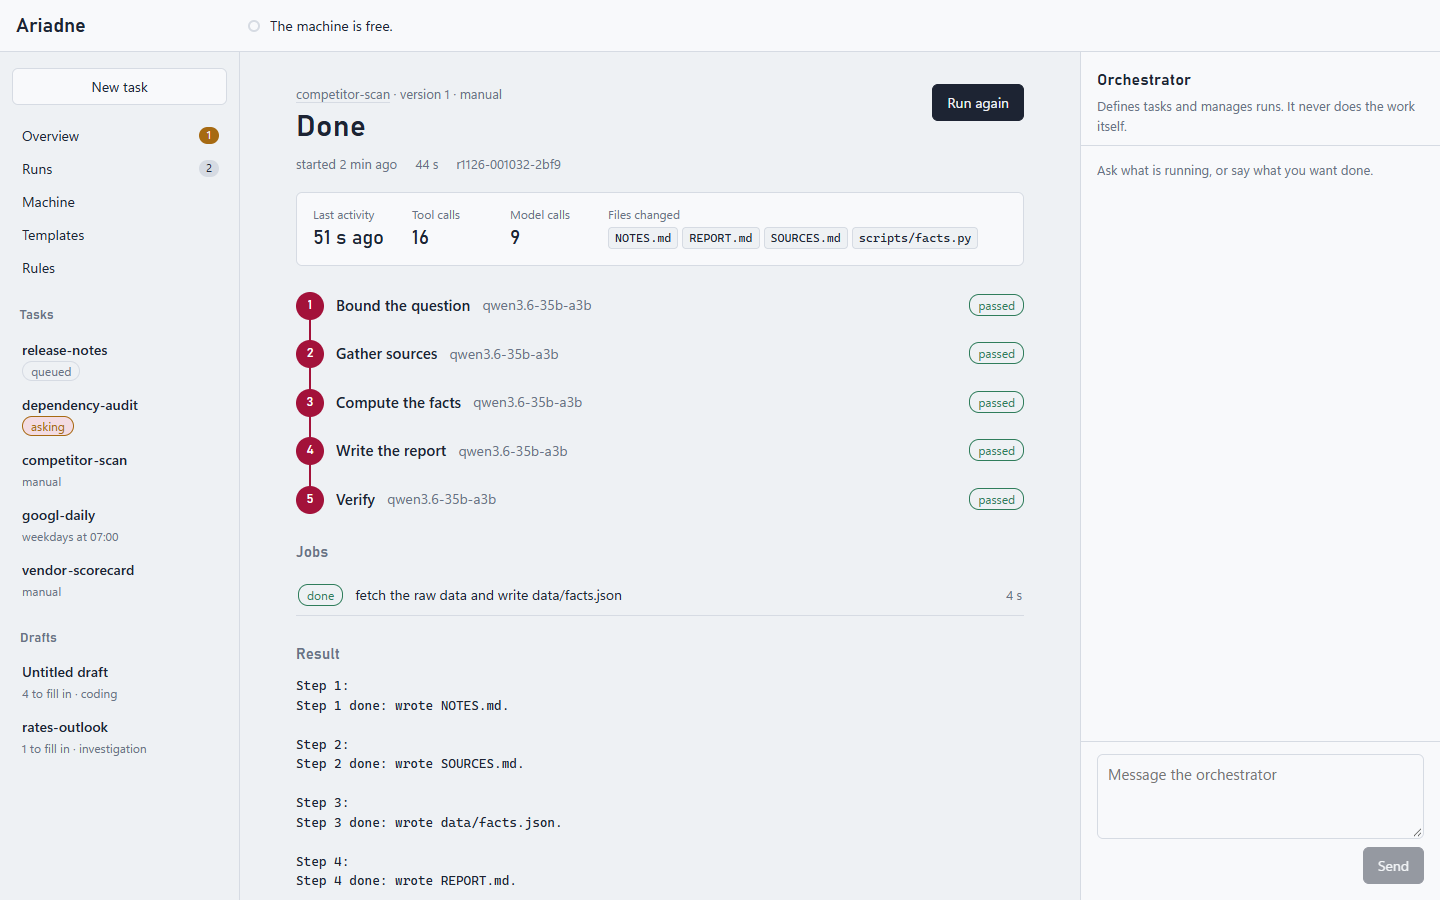 Ariadne
The machine is free.
New task
Overview 1
Runs 2
Machine
Templates
Rules
Tasks
release-notes
queued
dependency-audit
asking
competitor-scan
manual
googl-daily
weekdays at 07:00
vendor-scorecard
manual
Drafts
Untitled draft
4 to fill in · coding
rates-outlook
1 to fill in · investigation
competitor-scan · version 1 · manual
Done
Run again
started 2 min ago 44 s r1126-001032-2bf9
Last activity Tool calls Model calls Files changed
51 s ago 16 9 NOTES.md REPORT.md SOURCES.md scripts/facts.py
1 Bound the question qwen3.6-35b-a3b passed
2 Gather sources qwen3.6-35b-a3b passed
3 Compute the facts qwen3.6-35b-a3b passed
4 Write the report qwen3.6-35b-a3b passed
5 Verify qwen3.6-35b-a3b passed
Jobs
done fetch the raw data and write data/facts.json 4 s
Result
Step 1:
Step 1 done: wrote NOTES.md.
Step 2:
Step 2 done: wrote SOURCES.md.
Step 3:
Step 3 done: wrote data/facts.json.
Step 4:
Step 4 done: wrote REPORT.md.
Orchestrator
Defines tasks and manages runs. It never does the work
itself.
Ask what is running, or say what you want done.
Message the orchestrator
Send